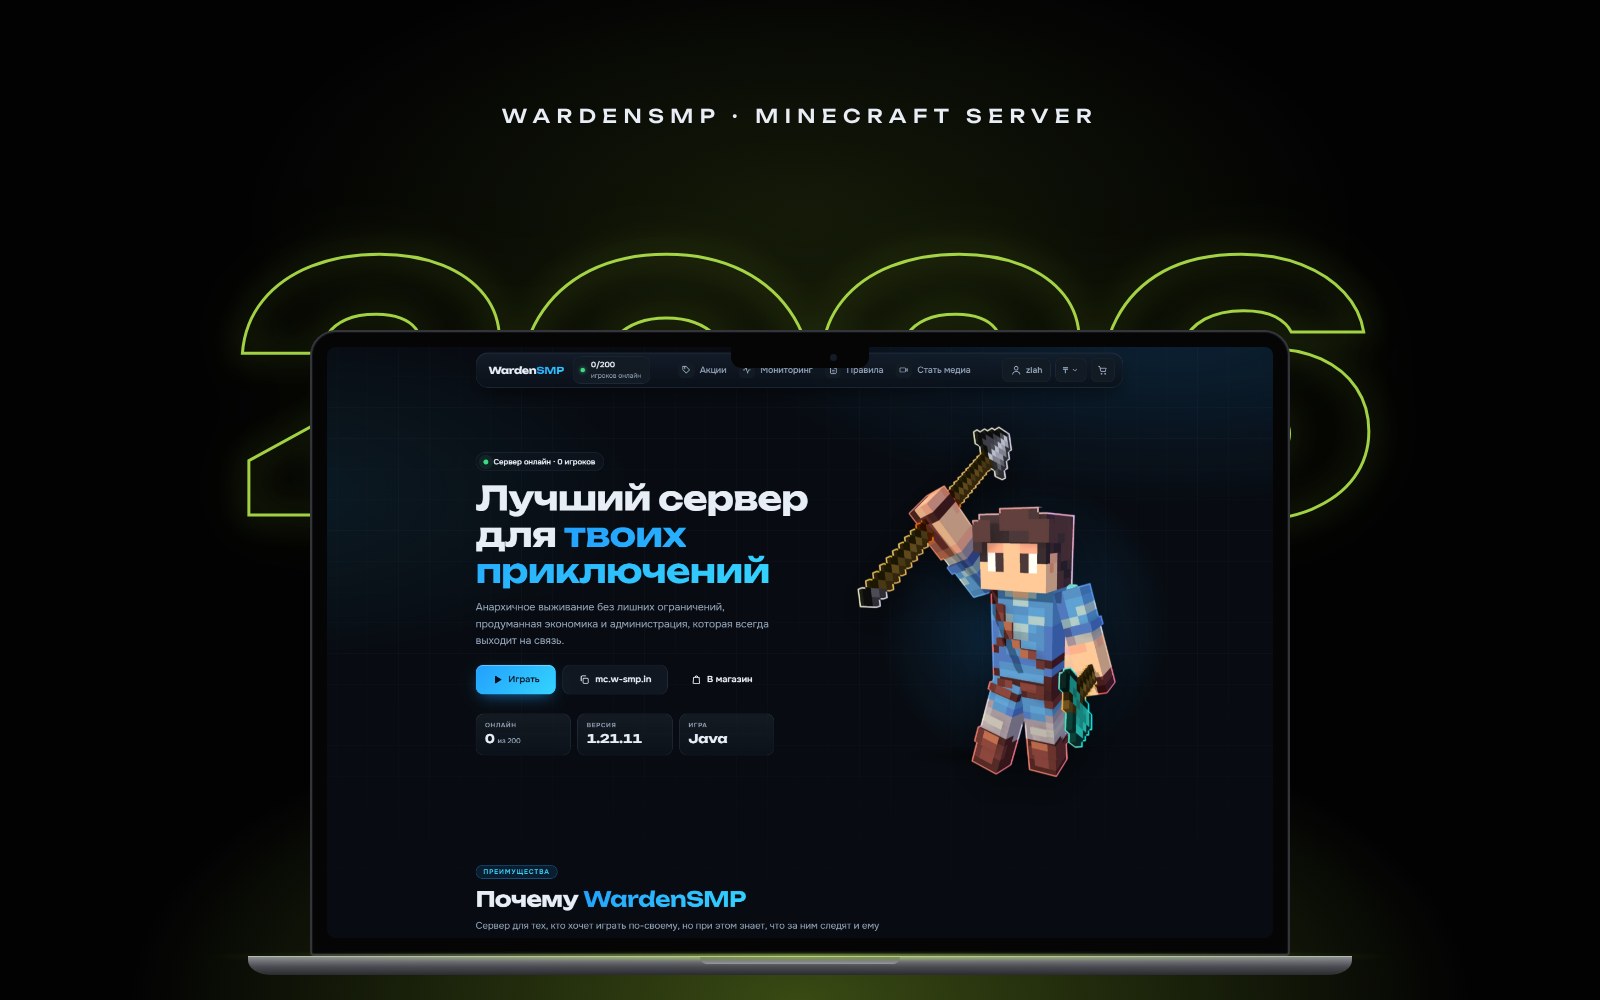 WARDENSMP · MINECRAFT SERVER
2026
WardenSMP
0/200
игроков онлайн
Акции
Мониторинг
Правила
Стать медиа
ziah
₸
Сервер онлайн · 0 игроков
Лучший сервер
для твоих
приключений
Анархичное выживание без лишних ограничений,
продуманная экономика и администрация, которая всегда
выходит на связь.
Играть
mc.w-smp.in
В магазин
ОНЛАЙН
0 из 200
ВЕРСИЯ
1.21.11
ИГРА
Java
ПРЕИМУЩЕСТВА
Почему WardenSMP
Сервер для тех, кто хочет играть по-своему, но при этом знает, что за ним следят и ему